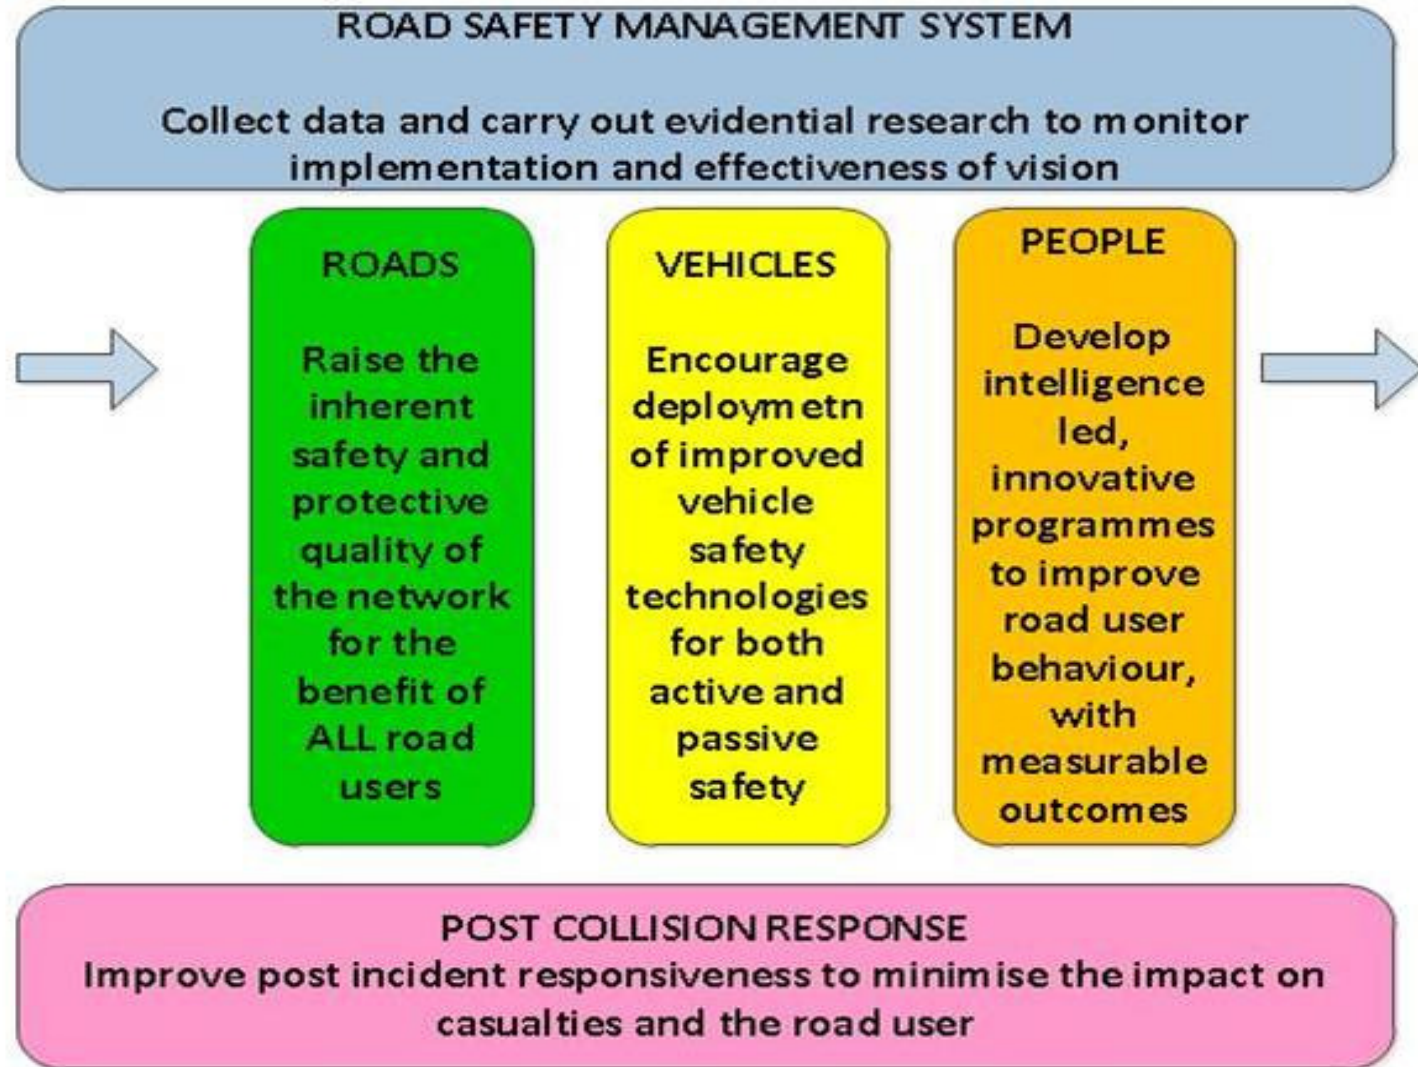 ROAD SAFETY MANAGEMENT SYSTEM
Collect data and carry out evidential research to monitor
implementation and effectiveness of vision
ROADS
Raise the
inherent
safety and
protective
quality of
the network
for the
benefit of
ALL road
users
VEHICLES
Encourage
deploymetn
of improved
vehicle
safety
technologies
for both
active and
passive
safety
PEOPLE
Develop
intelligence
led,
innovative
programmes
to improve
road user
behaviour,
with
measurable
outcomes
POST COLLISION RESPONSE
Improve post incident responsiveness to minimise the impact on
casualties and the road user